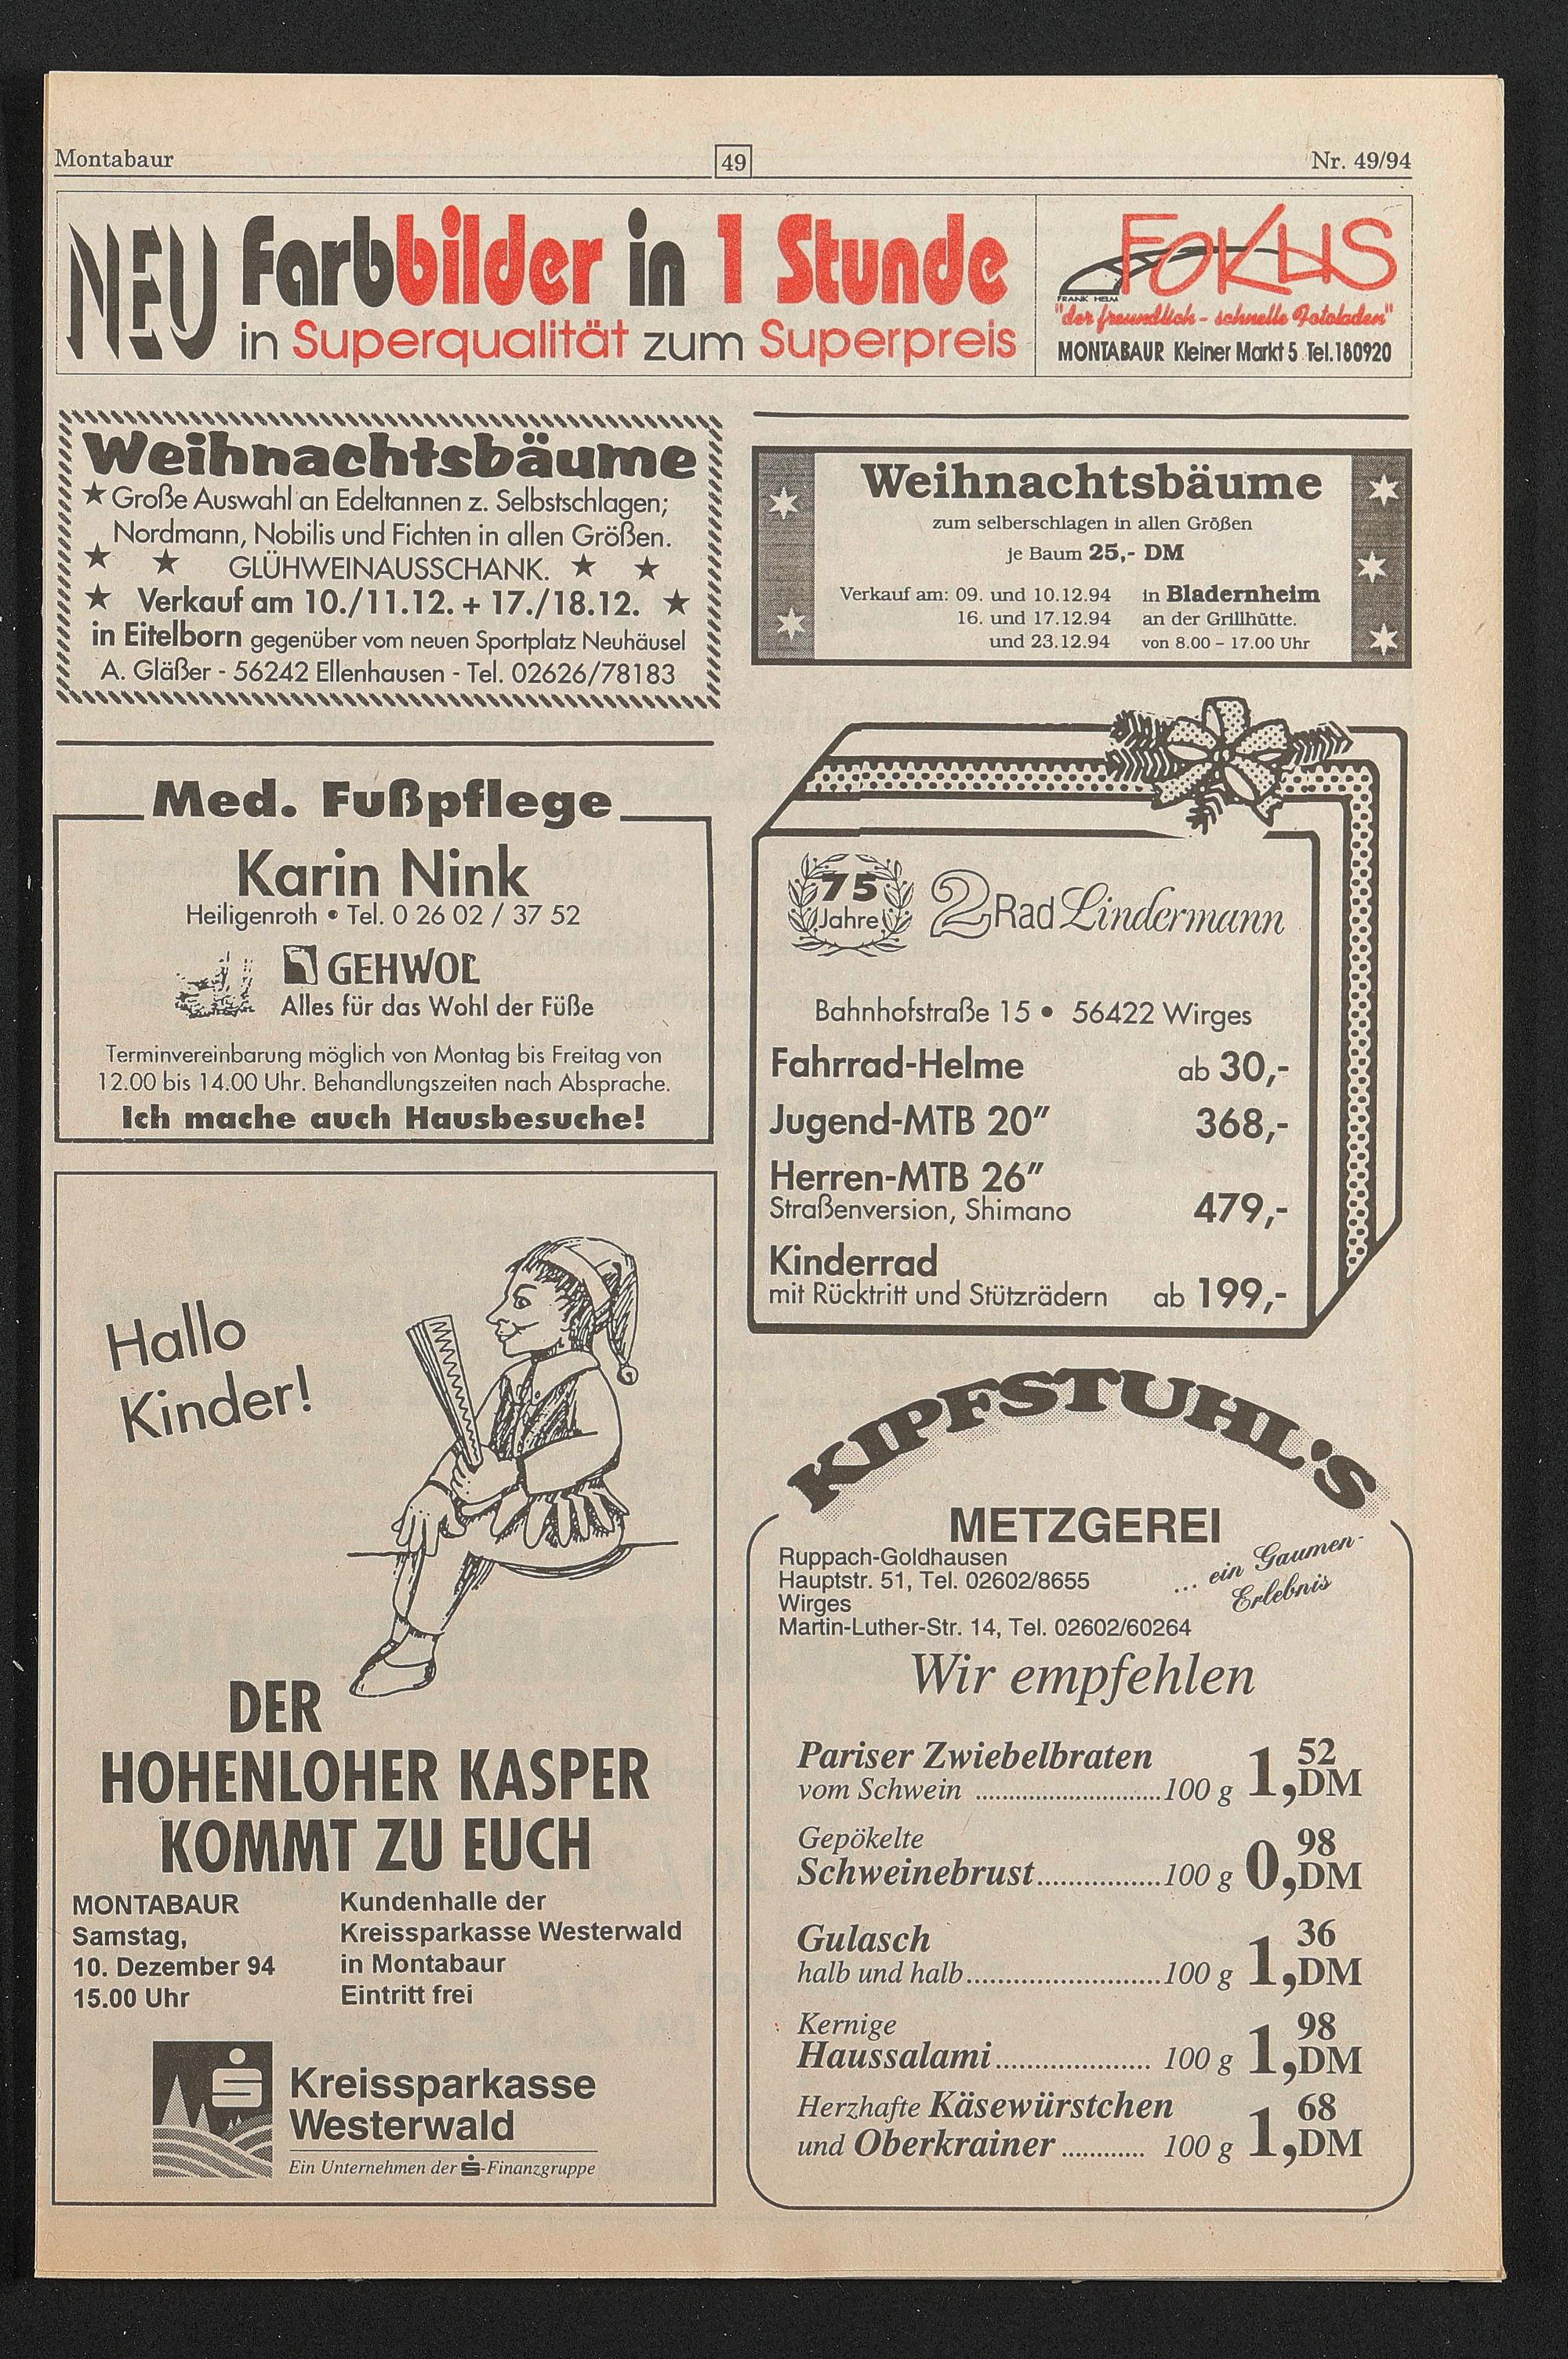 Montabaur
49
Nr. 49/94
NEU
Farbbilder in 1 Stunde
in Superqualität zum Superpreis
FOKUS
FRANK HELM
"der freundlich - schnelle Fotoladen"
MONTABAUR Kleiner Markt 5 Tel.180920
Weihnachtsbäume
Große Auswahl an Edeltannen z. Selbstschlagen;
Nordmann, Nobilis und Fichten in allen Größen.
GLÜHWEINAUSSCHANK.
Verkauf am 10./11.12. + 17./18.12.
in Eitelborn gegenüber vom neuen Sportplatz Neuhäusel
A. Gläßer - 56242 Ellenhausen - Tel. 02626/78183
Weihnachtsbäume
zum selberschlagen in allen Größen
je Baum 25,- DM
Verkauf am: 09. und 10.12.94 in Bladernheim
16. und 17.12.94 an der Grillhütte.
und 23.12.94 von 8.00 – 17.00 Uhr
Med. Fußpflege
Karin Nink
Heiligenroth • Tel. 0 26 02 / 37 52
GEHWOL
Alles für das Wohl der Füße
Terminvereinbarung möglich von Montag bis Freitag von
12.00 bis 14.00 Uhr. Behandlungszeiten nach Absprache.
Ich mache auch Hausbesuche!
75
Jahre
2Rad Lindermann
Bahnhofstraße 15 • 56422 Wirges
Fahrrad-Helme ab 30,-
Jugend-MTB 20" 368,-
Herren-MTB 26"
Straßenversion, Shimano 479,-
Kinderrad
mit Rücktritt und Stützrädern ab 199,-
Hallo
Kinder!
DER
HOHENLOHER KASPER
KOMMT ZU EUCH
MONTABAUR
Samstag,
10. Dezember 94
15.00 Uhr
Kundenhalle der
Kreissparkasse Westerwald
in Montabaur
Eintritt frei
Kreissparkasse
Westerwald
Ein Unternehmen der S-Finanzgruppe
KIPFSTUHL'S
METZGEREI
Ruppach-Goldhausen
Hauptstr. 51, Tel. 02602/8655
Wirges
Martin-Luther-Str. 14, Tel. 02602/60264
... ein Gaumen-
Erlebnis
Wir empfehlen
Pariser Zwiebelbraten
vom Schwein ............................100 g 1,52 DM
Gepökelte
Schweinebrust.................100 g 0,98 DM
Gulasch
halb und halb...........................100 g 1,36 DM
Kernige
Haussalami...................... 100 g 1,98 DM
Herzhafte Käsewürstchen
und Oberkrainer ............ 100 g 1,68 DM